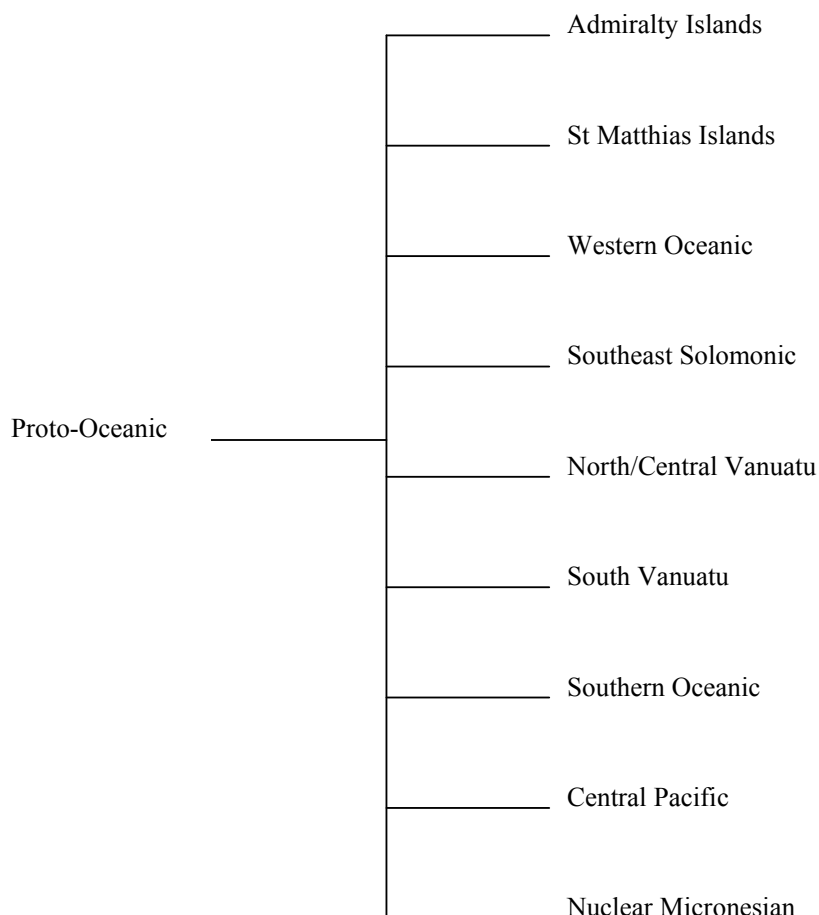 Admiralty Islands
St Matthias Islands
Western Oceanic
Southeast Solomonic
Proto-Oceanic
North/Central Vanuatu
South Vanuatu
Southern Oceanic
Central Pacific
Nuclear Micronesian